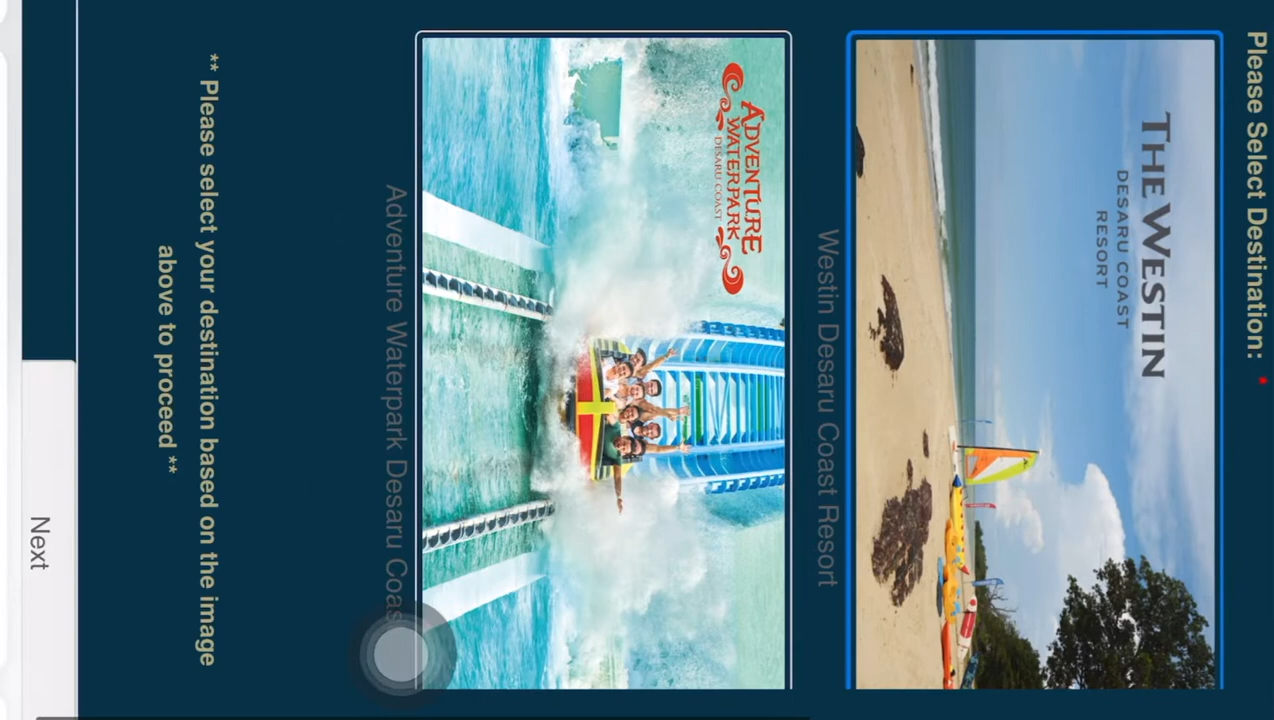 Please Select Destination: *
THE WESTIN
DESARU COAST
RESORT
Westin Desaru Coast Resort
ADVENTURE
WATERPARK
DESARU COAST
Adventure Waterpark Desaru Coast
** Please select your destination based on the image
above to proceed **
Next